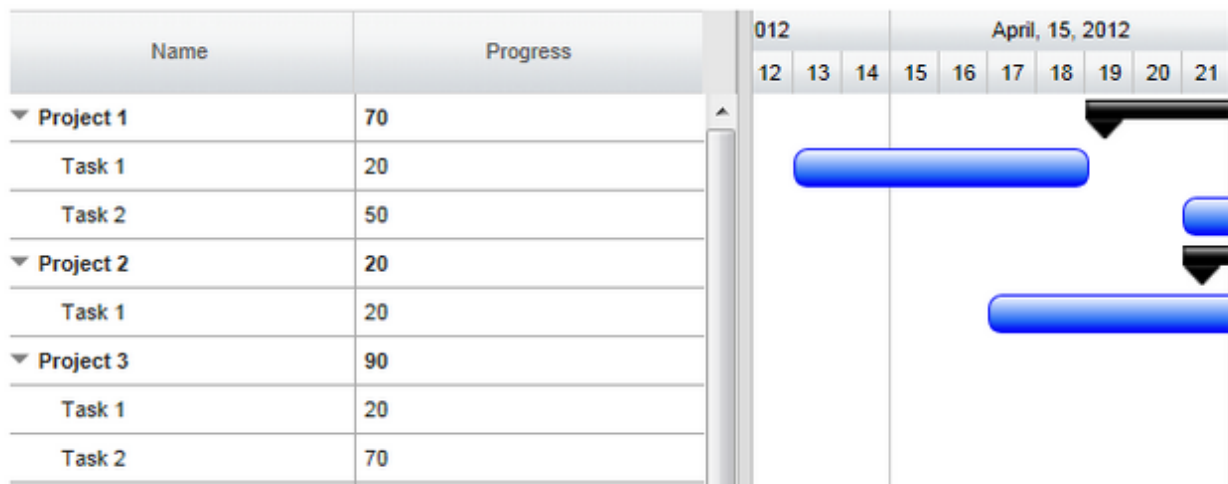 Name Progress 012 April, 15, 2012
12 13 14 15 16 17 18 19 20 21
Project 1 70
Task 1 20
Task 2 50
Project 2 20
Task 1 20
Project 3 90
Task 1 20
Task 2 70